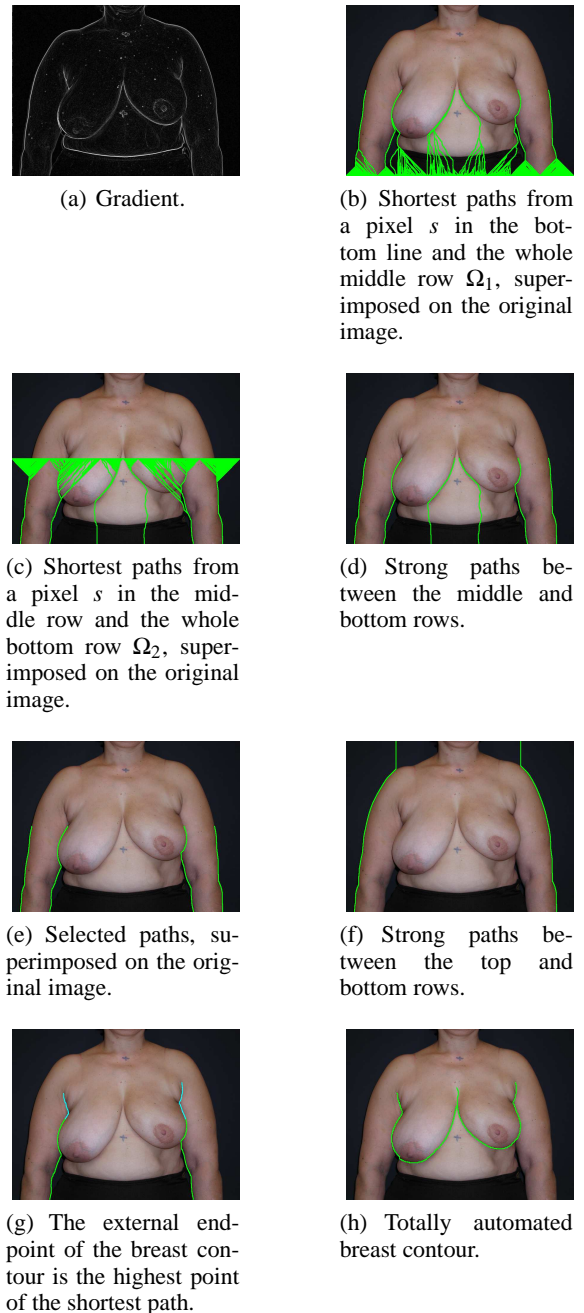 (a) Gradient.
(b) Shortest paths from
a pixel s in the bot-
tom line and the whole
middle row Ω1, super-
imposed on the original
image.
(c) Shortest paths from
a pixel s in the mid-
dle row and the whole
bottom row Ω2, super-
imposed on the original
image.
(d) Strong paths be-
tween the middle and
bottom rows.
(e) Selected paths, su-
perimposed on the orig-
inal image.
(f) Strong paths be-
tween the top and
bottom rows.
(g) The external end-
point of the breast con-
tour is the highest point
of the shortest path.
(h) Totally automated
breast contour.